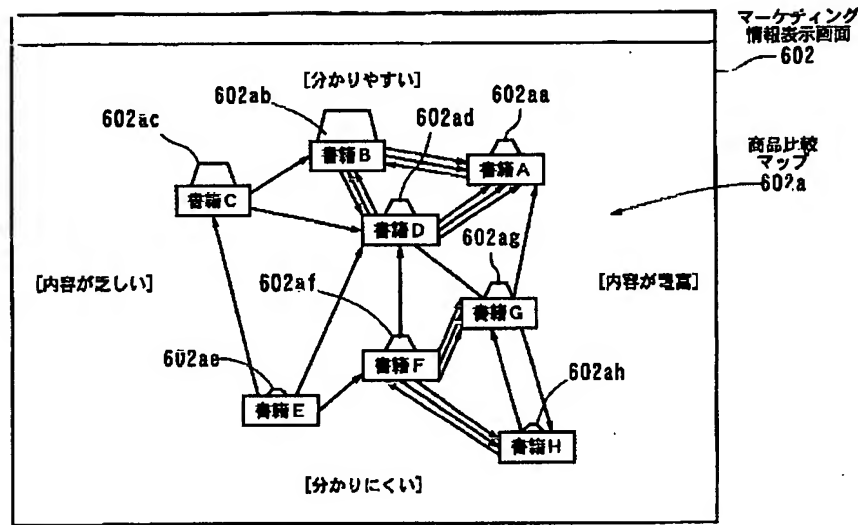 マーケティング
情報表示画面
602
[分かりやすい]
602aa
602ab
602ad
602ac
書籍B
書籍A
商品比較
マップ
602a
書籍C
書籍D
602ag
[内容が乏しい]
602af
[内容が豊富]
書籍G
602ae
書籍F
602ah
書籍E
書籍H
[分かりにくい]